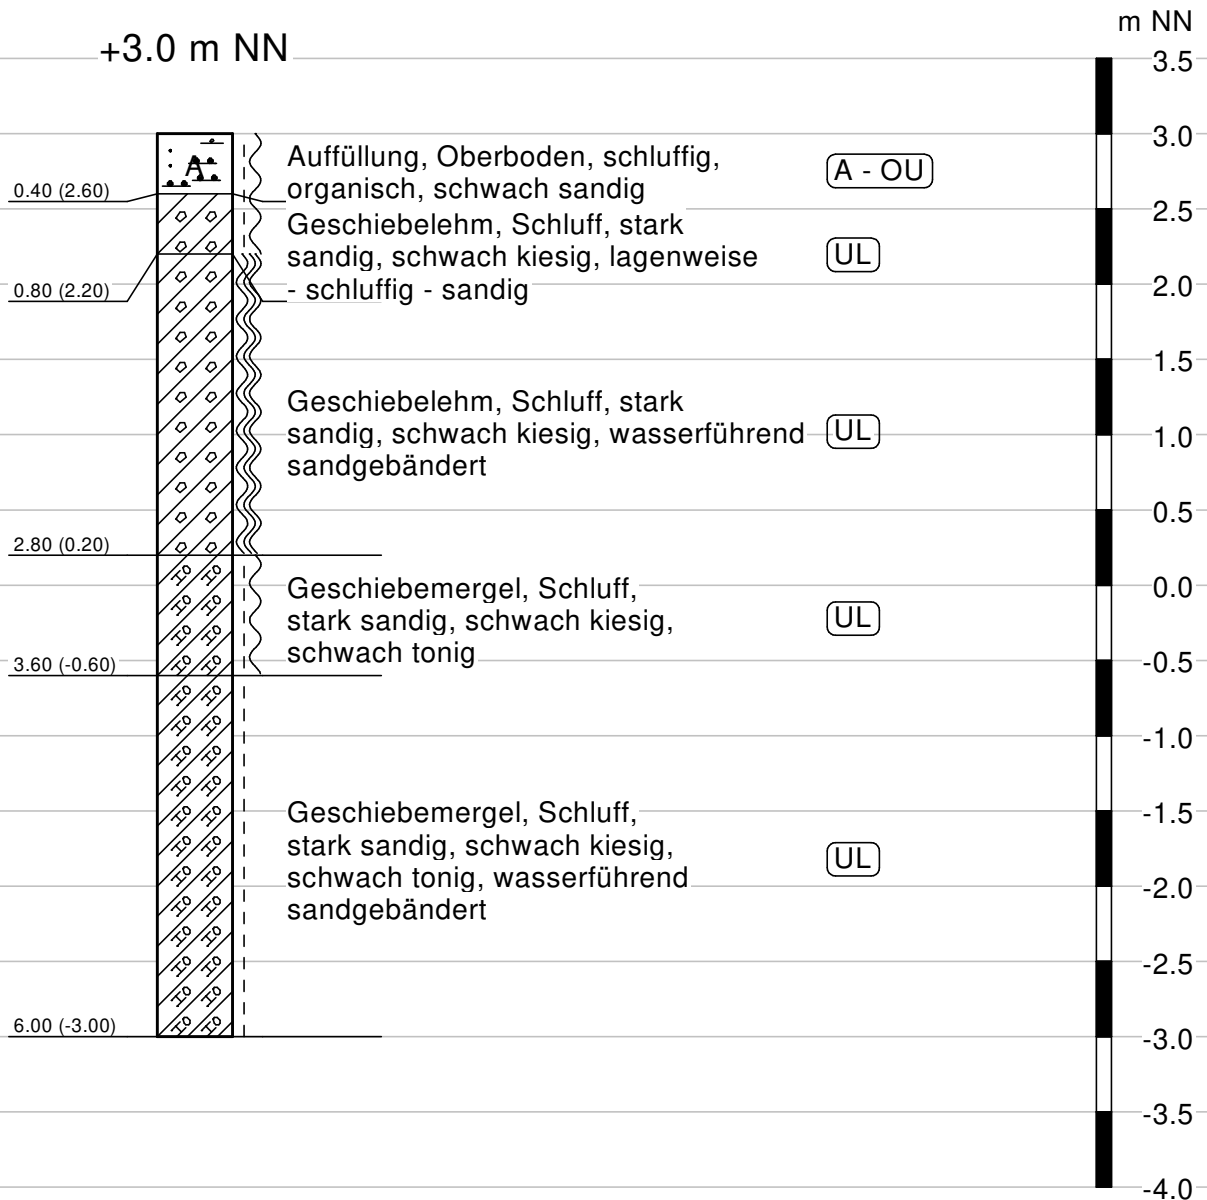 m NN
+3.0 m NN
3.5
3.0
Auffüllung, Oberboden, schluffig,
organisch, schwach sandig
A - OU
A
0.40 (2.60)
2.5
Geschiebelehm, Schluff, stark
sandig, schwach kiesig, lagenweise
- schluffig - sandig
UL
0.80 (2.20)
2.0
1.5
Geschiebelehm, Schluff, stark
sandig, schwach kiesig, wasserführend
sandgebändert
UL
1.0
0.5
2.80 (0.20)
0.0
Geschiebemergel, Schluff,
stark sandig, schwach kiesig,
schwach tonig
UL
3.60 (-0.60)
-0.5
-1.0
-1.5
Geschiebemergel, Schluff,
stark sandig, schwach kiesig,
schwach tonig, wasserführend
sandgebändert
UL
-2.0
-2.5
6.00 (-3.00)
-3.0
-3.5
-4.0